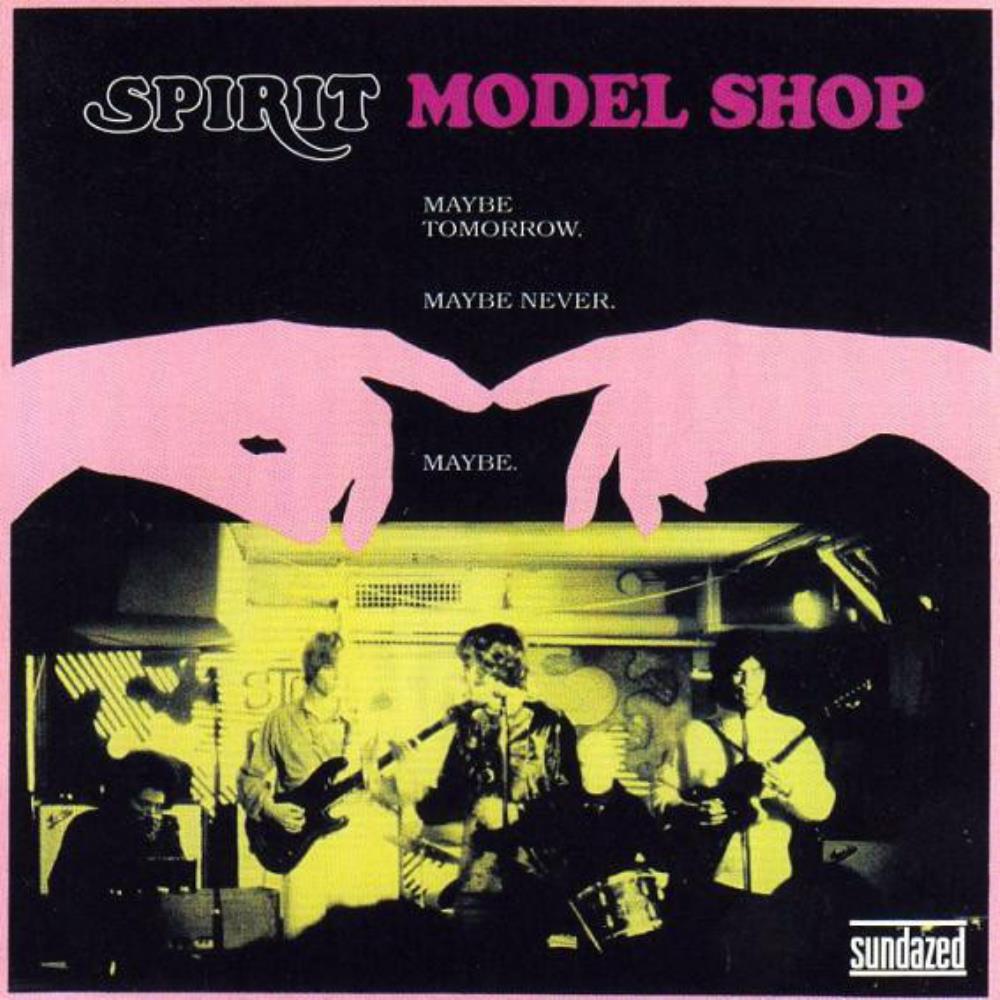 SPIRIT MODEL SHOP
MAYBE
TOMORROW.
MAYBE NEVER.
MAYBE.
sundazed